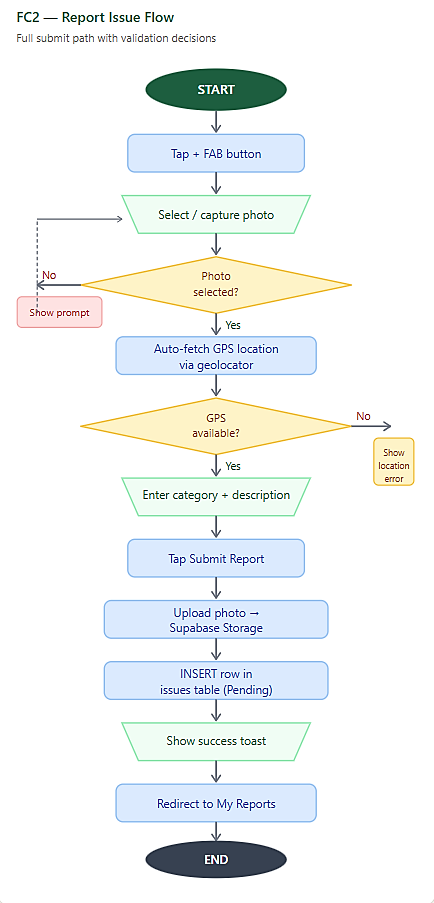 FC2 — Report Issue Flow
Full submit path with validation decisions
START
Tap + FAB button
Select / capture photo
Photo
selected?
No
Show prompt
Yes
Auto-fetch GPS location
via geolocator
GPS
available?
No
Show
location
error
Yes
Enter category + description
Tap Submit Report
Upload photo →
Supabase Storage
INSERT row in
issues table (Pending)
Show success toast
Redirect to My Reports
END